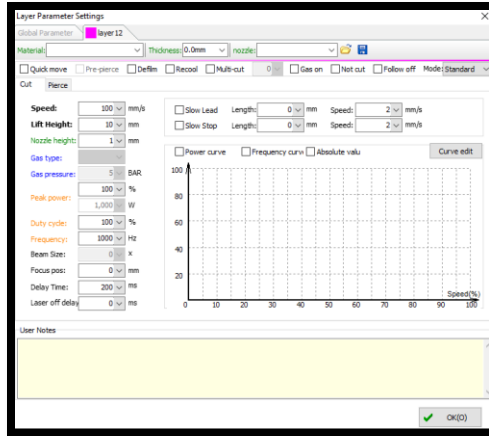 Layer Parameter Settings
Global Parameter layer12
Material: Thickness: 0.0mm nozzle:
Quick move Pre-pierce Defilm Recool Multi-cut 0 Gas on Not cut Follow off Mode: Standard
Cut Pierce
Speed: 100 mm/s
Lift Height: 10 mm
Nozzle height: 1 mm
Gas type:
Gas pressure: 5 BAR
Peak power: 100 %
1,000 W
Duty cycle: 100 %
Frequency: 1000 Hz
Beam Size: 0 x
Focus pos: 0 mm
Delay Time: 200 ms
Laser off delay 0 ms
Slow Lead Length: 0 mm Speed: 2 mm/s
Slow Stop Length: 0 mm Speed: 2 mm/s
Power curve Frequency curv Absolute valu Curve edit
100
80
60
40
20
Speed(%)
0 10 20 30 40 50 60 70 80 90 100
User Notes
OK(O)